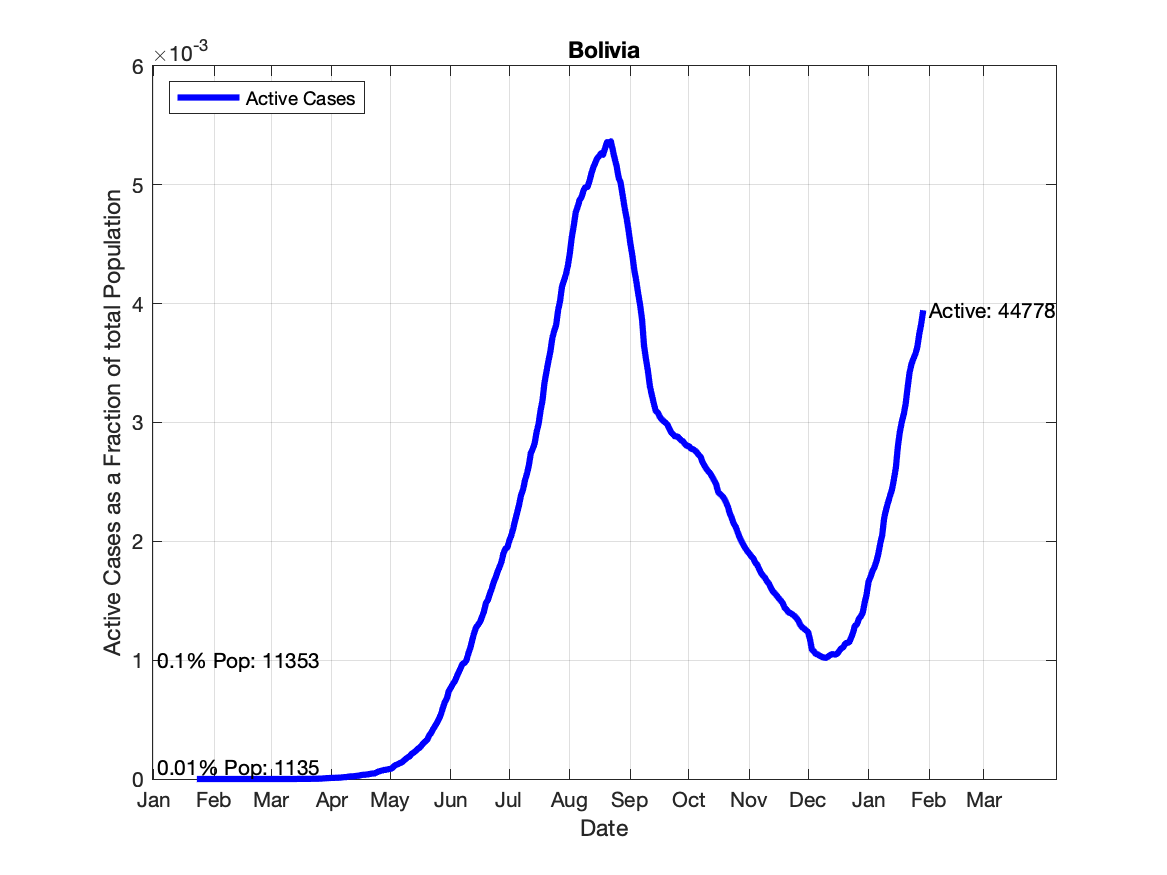 Bolivia
×10-3
Active Cases
6
5
4
3
2
1
0
Active Cases as a Fraction of total Population
Active: 44778
0.1% Pop: 11353
0.01% Pop: 1135
Jan Feb Mar Apr May Jun Jul Aug Sep Oct Nov Dec Jan Feb Mar
Date